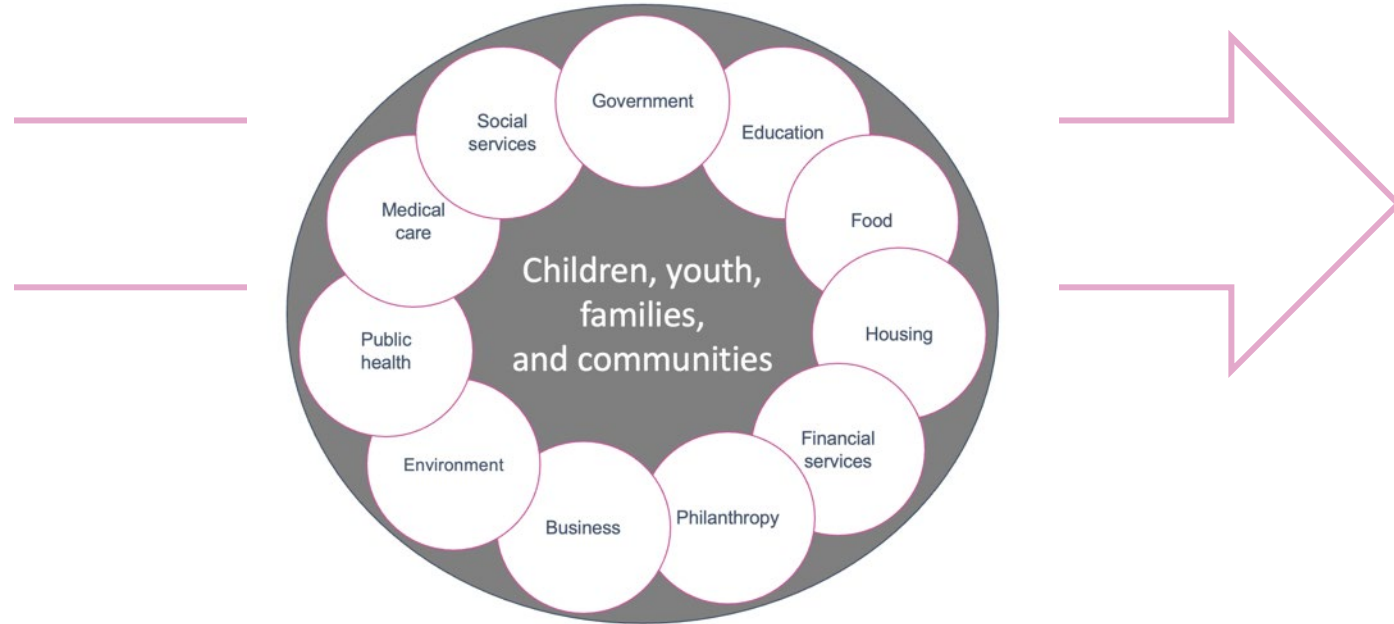 Government
Education
Food
Housing
Financial
services
Philanthropy
Business
Environment
Public
health
Medical
care
Social
services
Children, youth,
families,
and communities